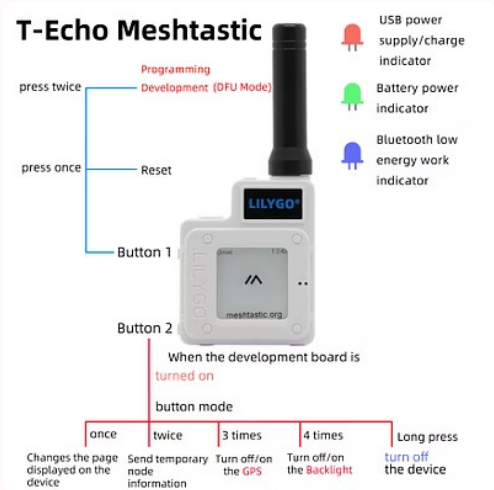 T-Echo Meshtastic
USB power
supply/charge
indicator
Battery power
indicator
Bluetooth low
energy work
indicator
press twice
Programming
Development (DFU Mode)
press once
Reset
Button 1
LILYGO®
LILYGO
meshtastic.org
Button 2
When the development board is
turned on
button mode
once
Changes the page
displayed on the
device
twice
Send temporary
node
information
3 times
Turn off/on
the GPS
4 times
Turn off/on
the Backlight
Long press
turn off
the device